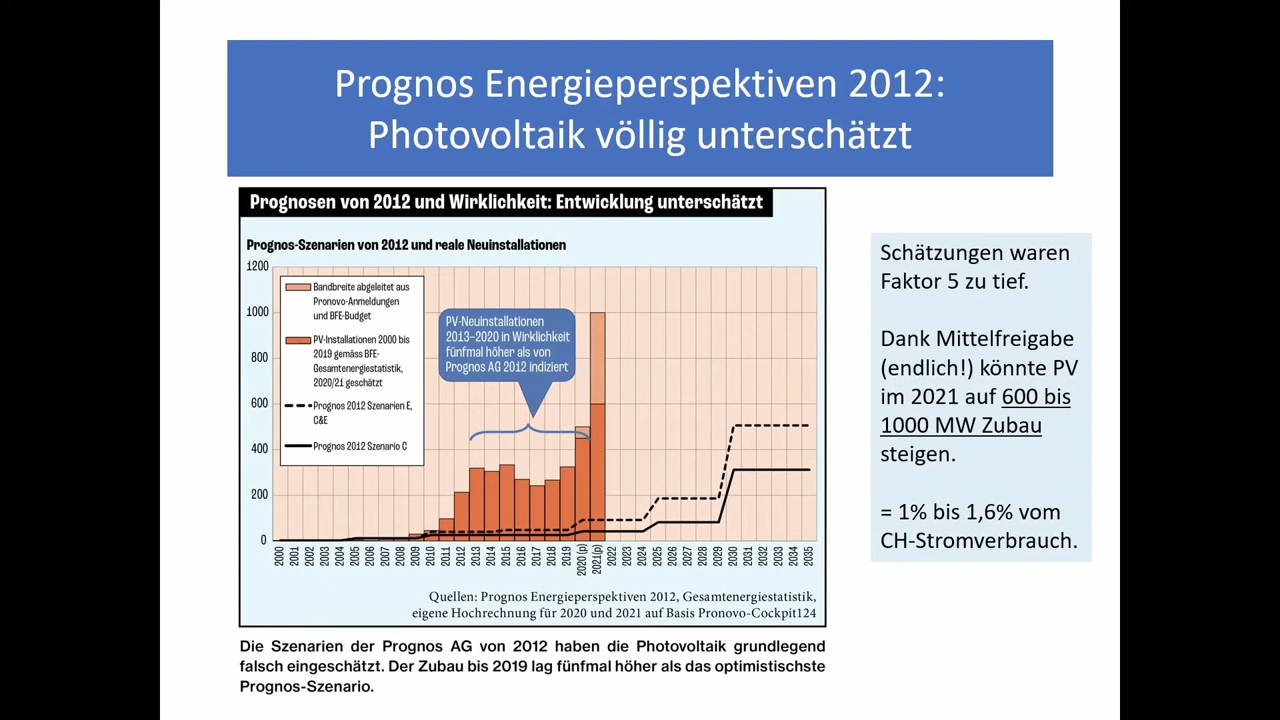 Prognos Energieperspektiven 2012:
Photovoltaik völlig unterschätzt
Prognosen von 2012 und Wirklichkeit: Entwicklung unterschätzt
Prognos-Szenarien von 2012 und reale Neuinstallationen
1200
1000
800
600
400
200
0
Bandbreite abgeleitet aus
Pronovo-Anmeldungen
und BFE-Budget
PV-Installationen 2000 bis
2019 gemäss BFE-
Gesamtenergiestatistik,
2020/21 geschätzt
Prognos 2012 Szenarien E,
C&E
Prognos 2012 Szenario C
PV-Neuinstallationen
2013–2020 in Wirklichkeit
fünfmal höher als von
Prognos AG 2012 indiziert
2000
2001
2002
2003
2004
2005
2006
2007
2008
2009
2010
2011
2012
2013
2014
2015
2016
2017
2018
2019
2020 (p)
2021(p)
2022
2023
2024
2025
2026
2027
2028
2029
2030
2031
2032
2033
2034
2035
Quellen: Prognos Energieperspektiven 2012, Gesamtenergiestatistik,
eigene Hochrechnung für 2020 und 2021 auf Basis Pronovo-Cockpit124
Die Szenarien der Prognos AG von 2012 haben die Photovoltaik grundlegend
falsch eingeschätzt. Der Zubau bis 2019 lag fünfmal höher als das optimistischste
Prognos-Szenario.
Schätzungen waren
Faktor 5 zu tief.
Dank Mittelfreigabe
(endlich!) könnte PV
im 2021 auf 600 bis
1000 MW Zubau
steigen.
= 1% bis 1,6% vom
CH-Stromverbrauch.